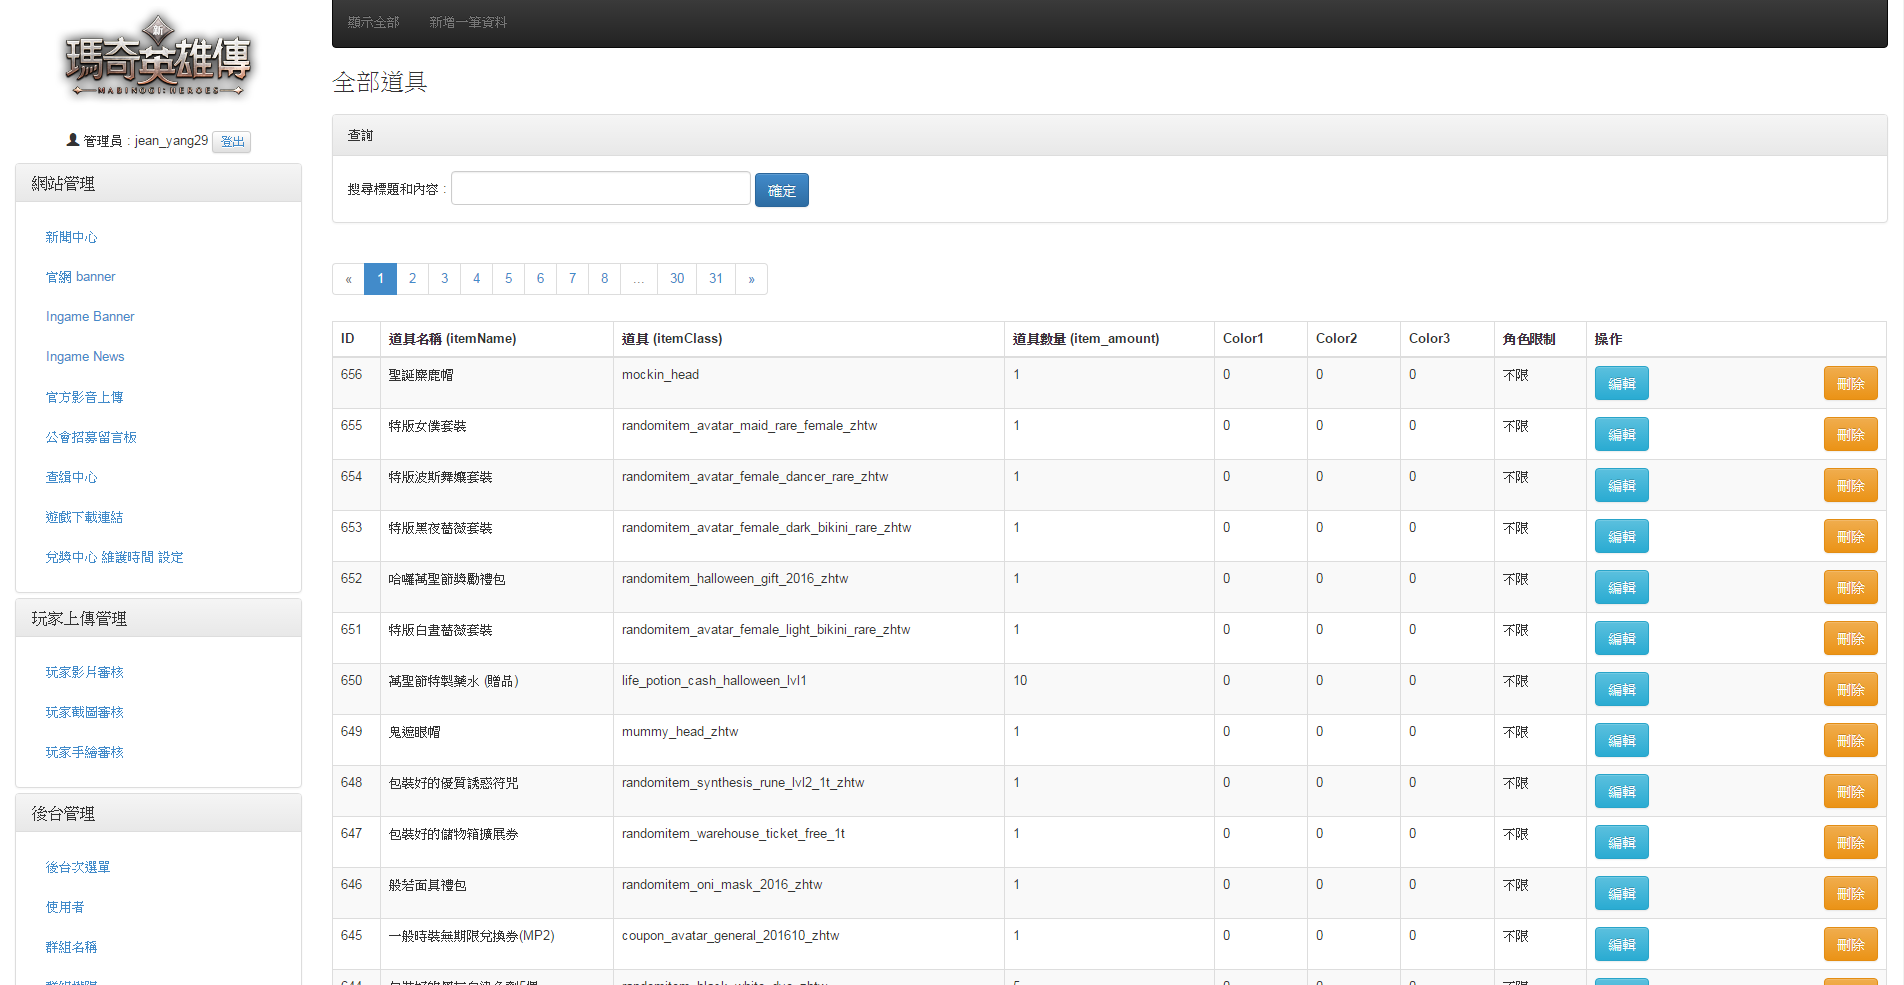 新
瑪奇英雄傳
MABINOGI: HEROES
管理員 : jean_yang29 登出
網站管理
新聞中心
官網 banner
Ingame Banner
Ingame News
官方影音上傳
公會招募留言板
查緝中心
遊戲下載連結
兌獎中心 維護時間 設定
玩家上傳管理
玩家影片審核
玩家截圖審核
玩家手繪審核
後台管理
後台次選單
使用者
群組名稱
群組權限
顯示全部 新增一筆資料
全部道具
查詢
搜尋標題和內容 : 確定
« 1 2 3 4 5 6 7 8 ... 30 31 »
ID 道具名稱 (itemName) 道具 (itemClass) 道具數量 (item_amount) Color1 Color2 Color3 角色限制 操作
656 聖誕麋鹿帽 mockin_head 1 0 0 0 不限 編輯 刪除
655 特版女僕套裝 randomitem_avatar_maid_rare_female_zhtw 1 0 0 0 不限 編輯 刪除
654 特版波斯舞孃套裝 randomitem_avatar_female_dancer_rare_zhtw 1 0 0 0 不限 編輯 刪除
653 特版黑夜薔薇套裝 randomitem_avatar_female_dark_bikini_rare_zhtw 1 0 0 0 不限 編輯 刪除
652 哈囉萬聖節獎勵禮包 randomitem_halloween_gift_2016_zhtw 1 0 0 0 不限 編輯 刪除
651 特版白晝薔薇套裝 randomitem_avatar_female_light_bikini_rare_zhtw 1 0 0 0 不限 編輯 刪除
650 萬聖節特製藥水 (贈品) life_potion_cash_halloween_lvl1 10 0 0 0 不限 編輯 刪除
649 鬼遮眼帽 mummy_head_zhtw 1 0 0 0 不限 編輯 刪除
648 包裝好的優質誘惑符咒 randomitem_synthesis_rune_lvl2_1t_zhtw 1 0 0 0 不限 編輯 刪除
647 包裝好的儲物箱擴展券 randomitem_warehouse_ticket_free_1t 1 0 0 0 不限 編輯 刪除
646 般若面具禮包 randomitem_oni_mask_2016_zhtw 1 0 0 0 不限 編輯 刪除
645 一般時裝無期限兌換券(MP2) coupon_avatar_general_201610_zhtw 1 0 0 0 不限 編輯 刪除